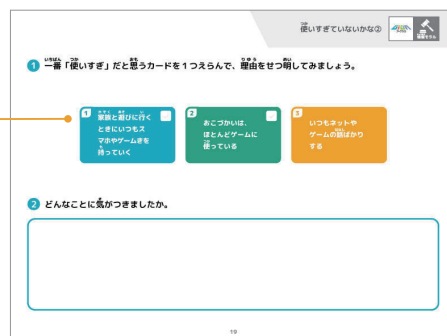 使いすぎていないかな②
1 一番「使いすぎ」だと思うカードを1つえらんで、理由をせつ明してみましょう。
1 家族と遊びに行く
ときにいつもス
マホやゲームきを
持っていく
2 おこづかいは、
ほとんどゲームに
使っている
3 いつもネットや
ゲームの話ばかり
する
2 どんなことに気がつきましたか。
19